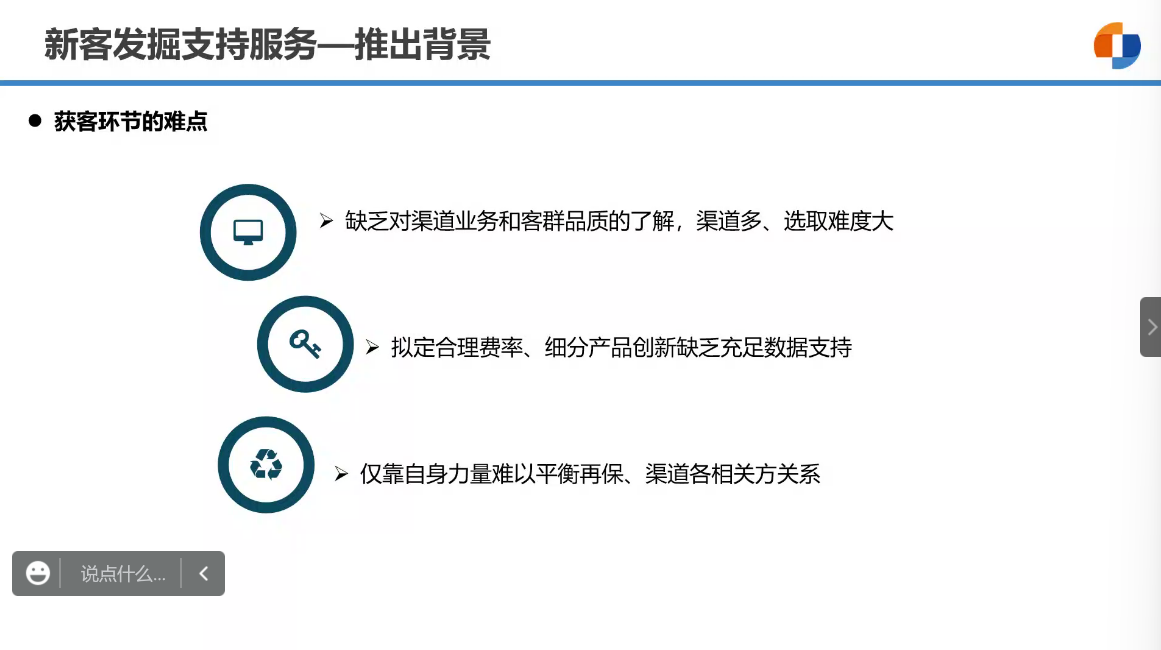 新客发掘支持服务—推出背景
获客环节的难点
缺乏对渠道业务和客群品质的了解，渠道多、选取难度大
拟定合理费率、细分产品创新缺乏充足数据支持
仅靠自身力量难以平衡再保、渠道各相关方关系
说点什么...